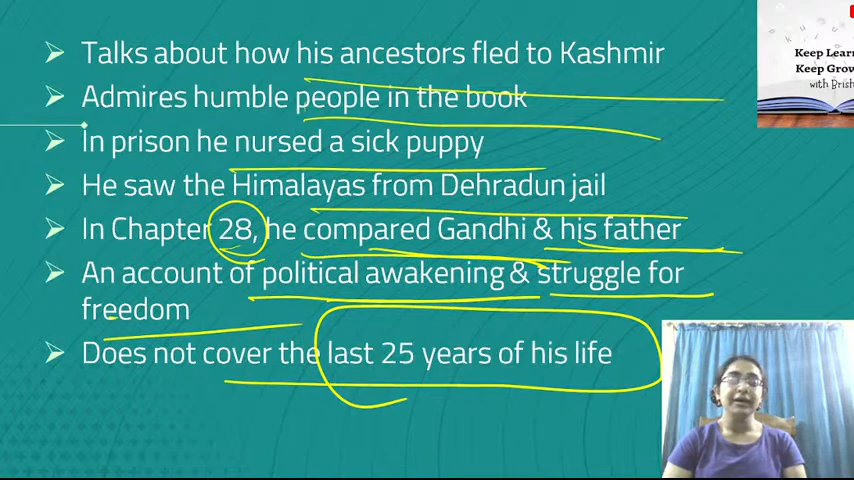 Talks about how his ancestors fled to Kashmir
Admires humble people in the book
In prison he nursed a sick puppy
He saw the Himalayas from Dehradun jail
In Chapter 28, he compared Gandhi & his father
An account of political awakening & struggle for
freedom
Does not cover the last 25 years of his life
Keep Lear
Keep Grow
with Brish